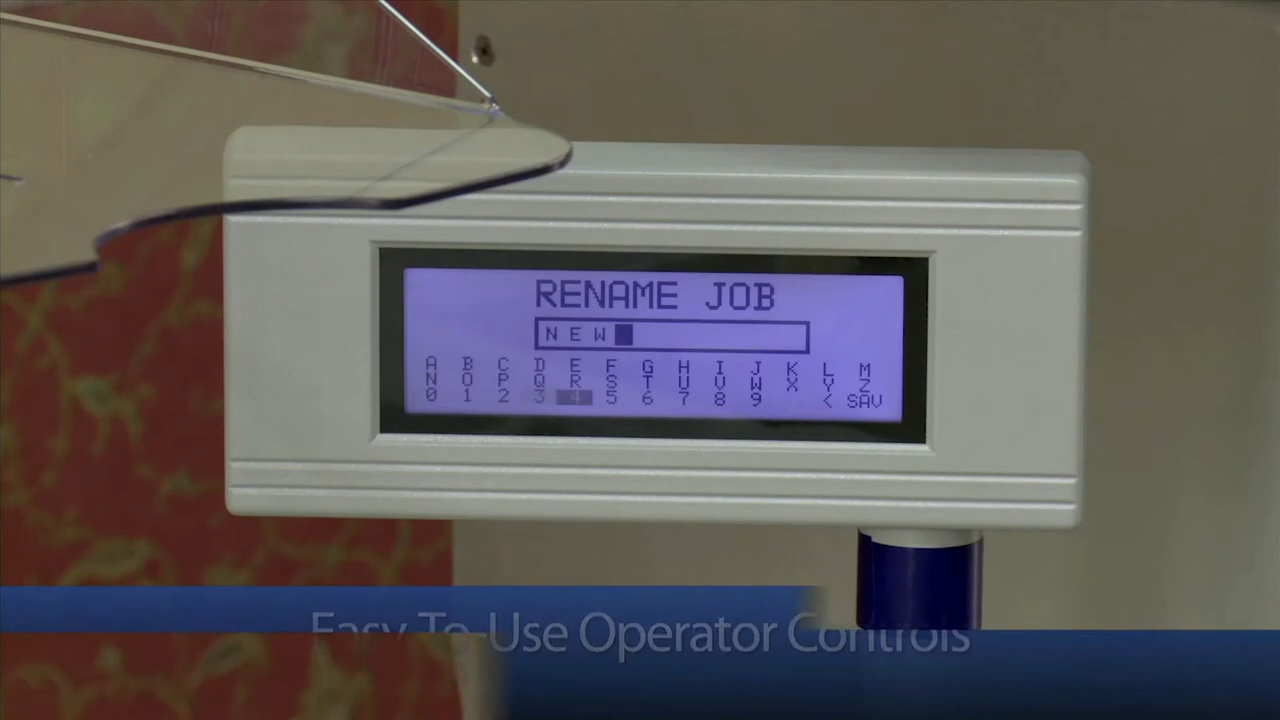 RENAME JOB
NEW
A B C D E F G H I J K L M
N O P Q R S T U V W X Y Z
0 1 2 3 4 5 6 7 8 9 < SAV
Easy-To-Use Operator Controls